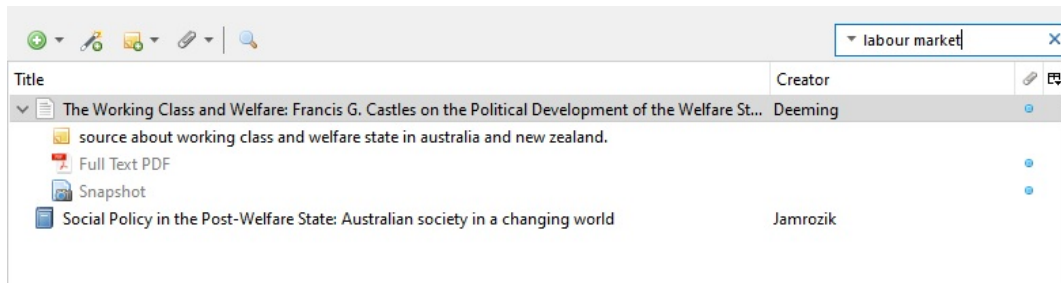 labour market
Title Creator
The Working Class and Welfare: Francis G. Castles on the Political Development of the Welfare St... Deeming
source about working class and welfare state in australia and new zealand.
Full Text PDF
Snapshot
Social Policy in the Post-Welfare State: Australian society in a changing world Jamrozik